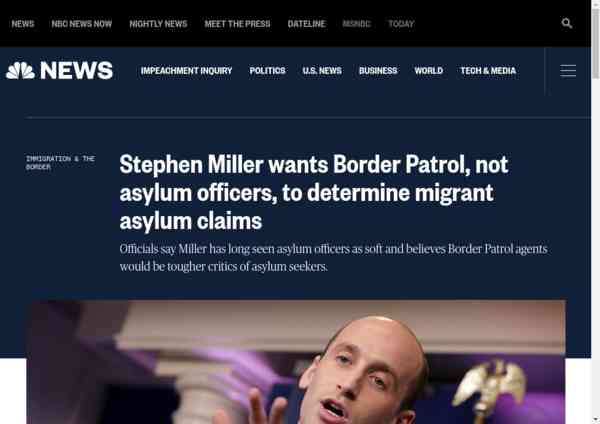 NEWS NBC NEWS NOW NIGHTLY NEWS MEET THE PRESS DATELINE MSNBC TODAY
NEWS IMPEACHMENT INQUIRY POLITICS U.S. NEWS BUSINESS WORLD TECH & MEDIA
IMMIGRATION & THE
BORDER
Stephen Miller wants Border Patrol, not
asylum officers, to determine migrant
asylum claims
Officials say Miller has long seen asylum officers as soft and believes Border Patrol agents
would be tougher critics of asylum seekers.